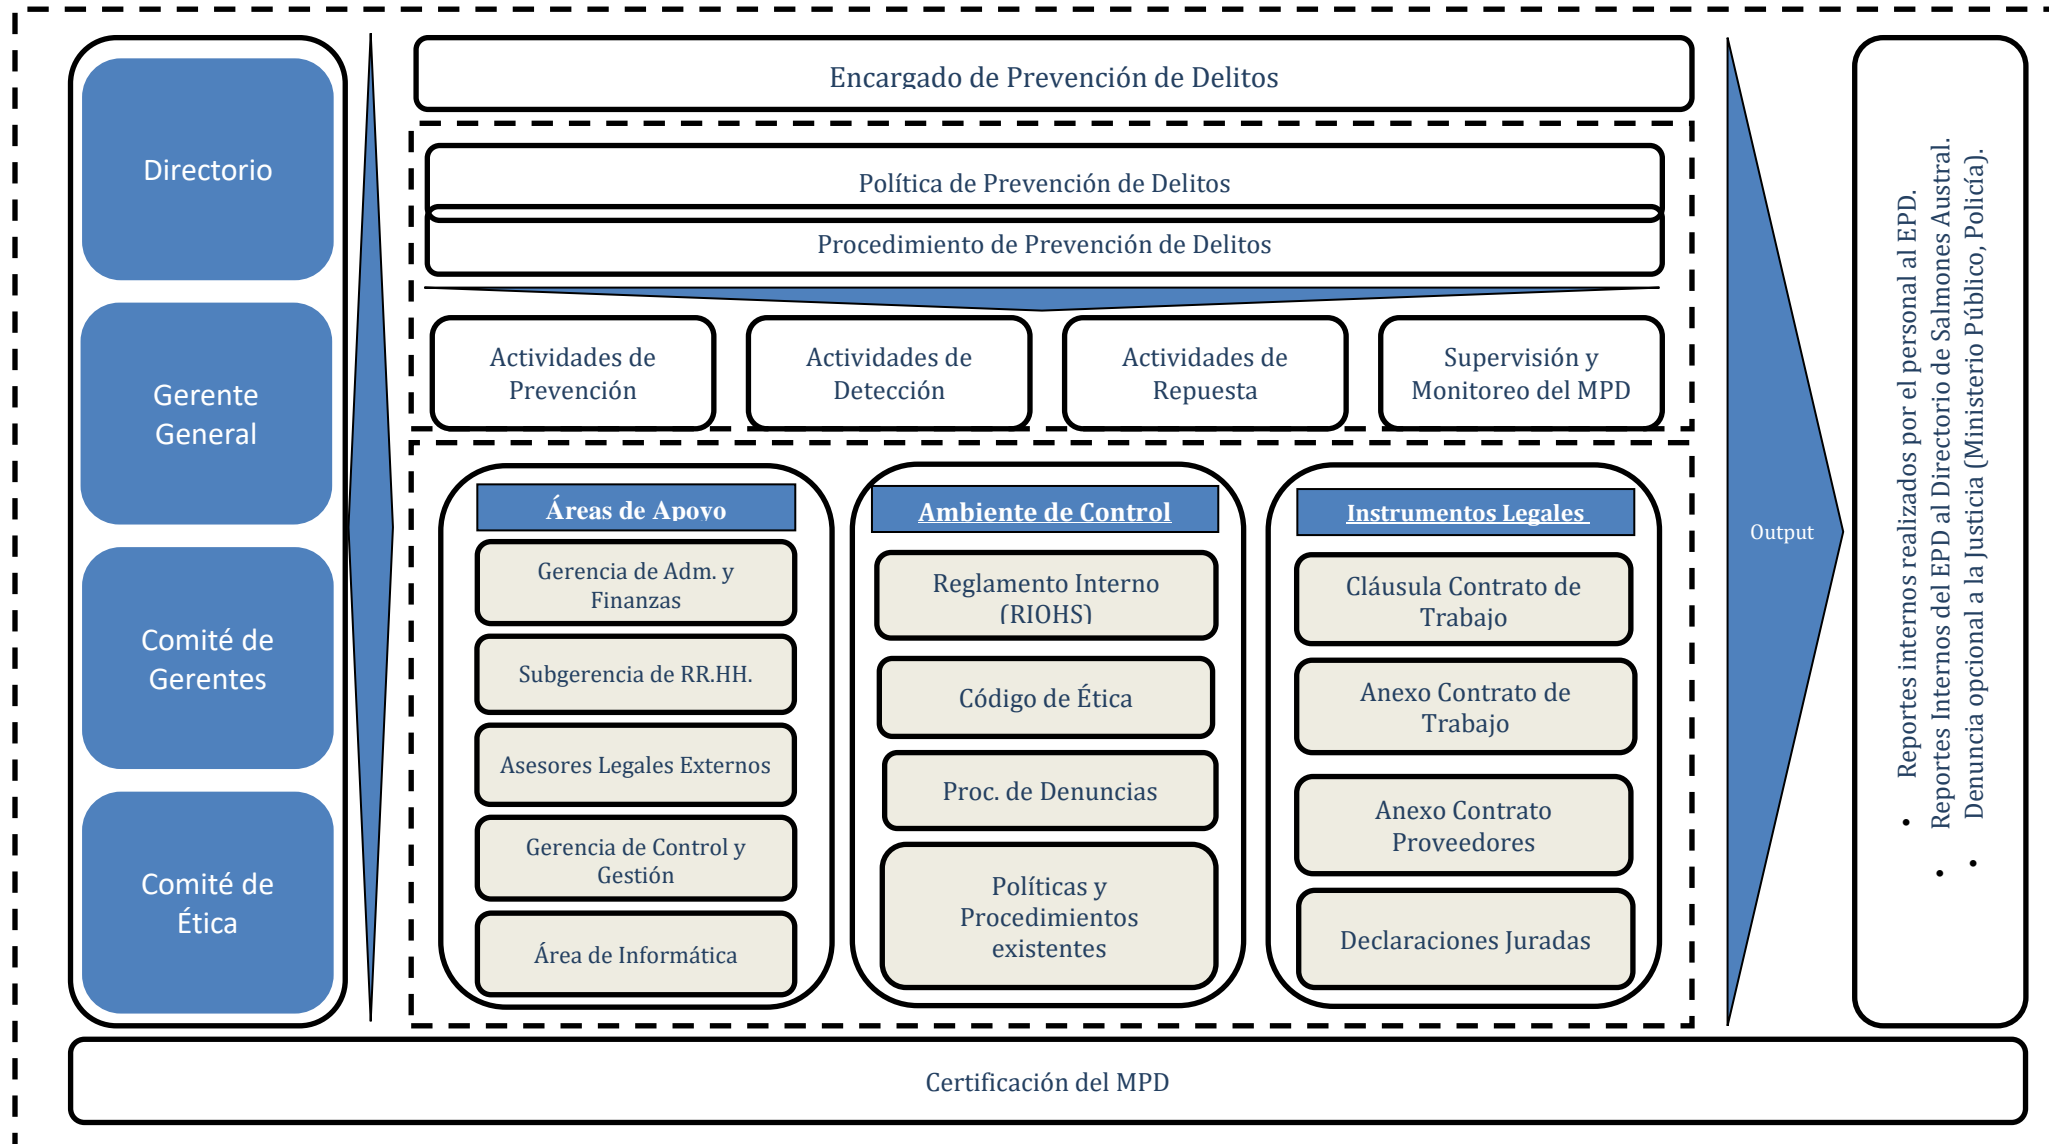 Directorio
Gerente
General
Comité de
Gerentes
Comité de
Ética
Encargado de Prevención de Delitos
Política de Prevención de Delitos
Procedimiento de Prevención de Delitos
Actividades de
Prevención
Actividades de
Detección
Actividades de
Repuesta
Supervisión y
Monitoreo del MPD
Áreas de Apoyo
Gerencia de Adm. y
Finanzas
Subgerencia de RR.HH.
Asesores Legales Externos
Gerencia de Control y
Gestión
Área de Informática
Ambiente de Control
Reglamento Interno
(RIOHS)
Código de Ética
Proc. de Denuncias
Políticas y
Procedimientos
existentes
Instrumentos Legales
Cláusula Contrato de
Trabajo
Anexo Contrato de
Trabajo
Anexo Contrato
Proveedores
Declaraciones Juradas
Output
• Reportes internos realizados por el personal al EPD.
• Reportes Internos del EPD al Directorio de Salmones Austral.
• Denuncia opcional a la Justicia (Ministerio Público, Policía).
Certificación del MPD